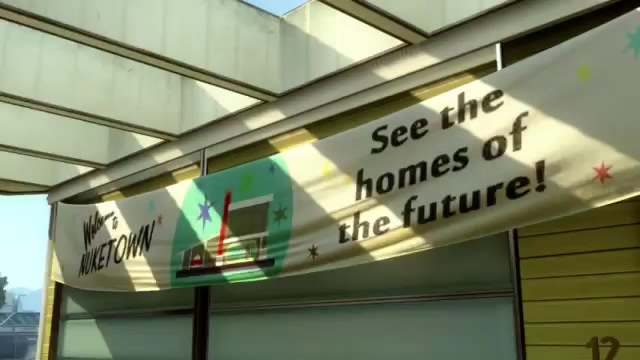 Welcome
to
NUKETOWN
See the
homes of
the future!
12